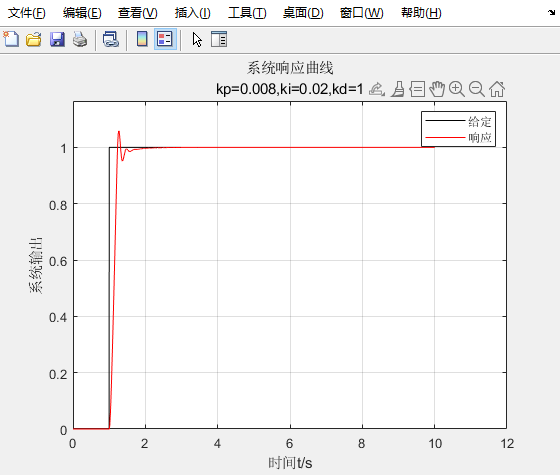 文件(F) 编辑(E) 查看(V) 插入(I) 工具(T) 桌面(D) 窗口(W) 帮助(H)
系统响应曲线
kp=0.008,ki=0.02,kd=1
给定
响应
1
0.8
0.6
0.4
0.2
0
系统输出
0 2 4 6 8 10 12
时间t/s